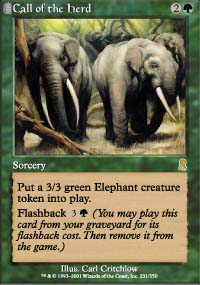 Call of the Herd 2
Sorcery
Put a 3/3 green Elephant creature
token into play.
Flashback 3 (You may play this
card from your graveyard for its
flashback cost. Then remove it from
the game.)
Illus. Carl Critchlow
™ & © 1993-2001 Wizards of the Coast, Inc. 231/350